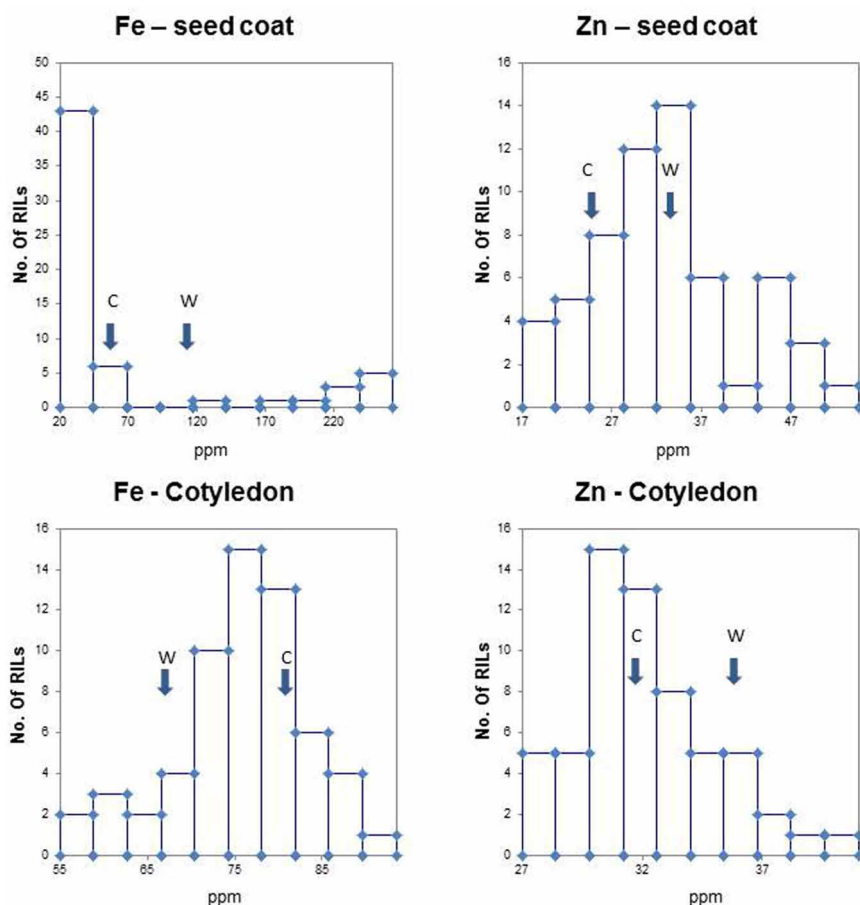 Fe – seed coat
50
45
40
35
30
25
20
15
10
5
0
No. Of RILs
C
W
20 70 120 170 220
ppm
Zn – seed coat
16
14
12
10
8
6
4
2
0
No. Of RILs
C
W
17 27 37 47
ppm
Fe - Cotyledon
16
14
12
10
8
6
4
2
0
No. Of RILs
W
C
55 65 75 85
ppm
Zn - Cotyledon
16
14
12
10
8
6
4
2
0
No. Of RILs
C
W
27 32 37
ppm